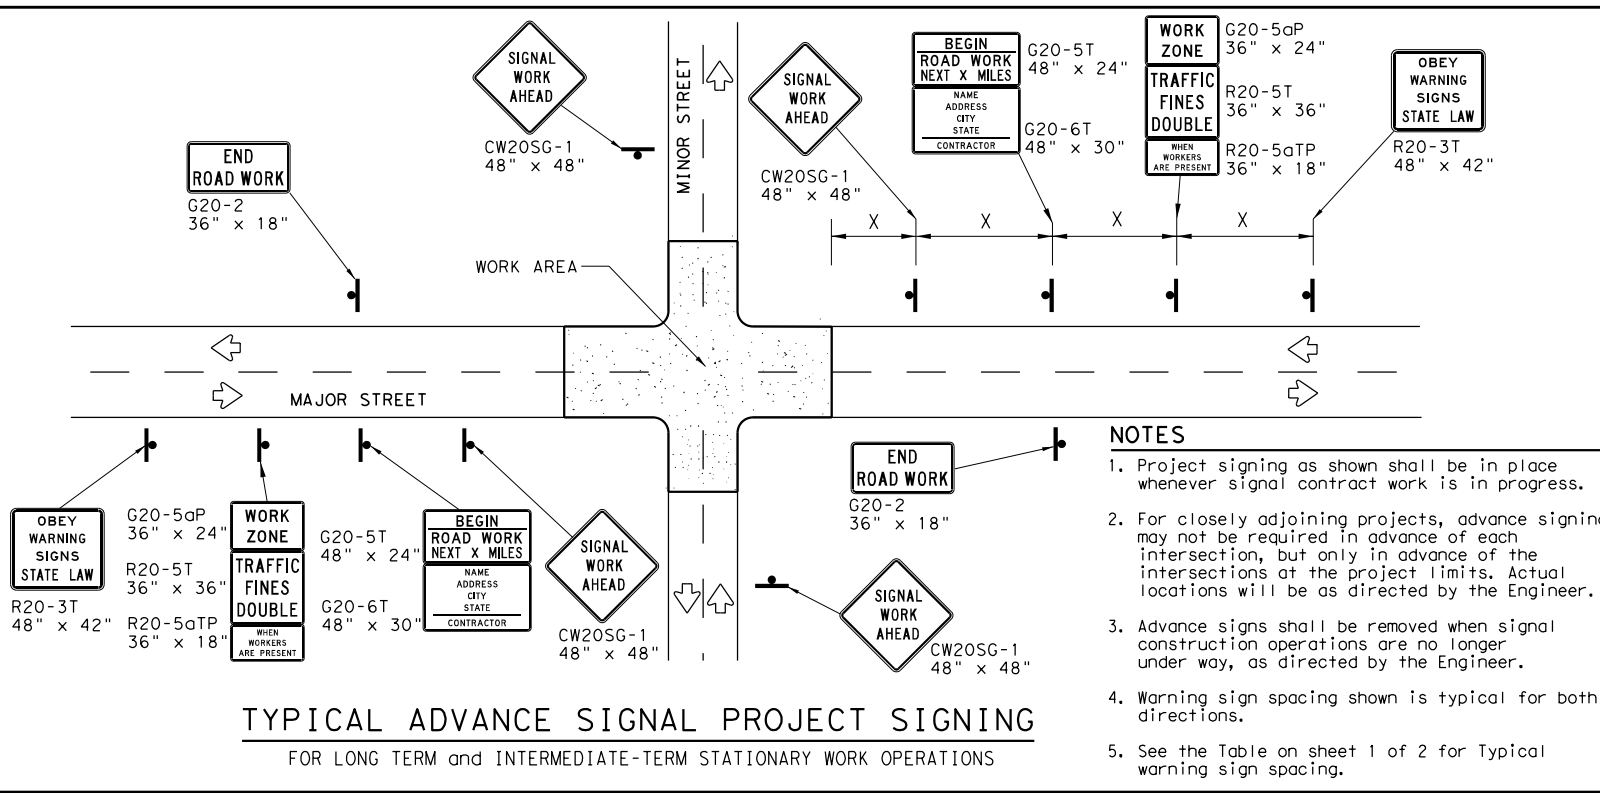 SIGNAL
WORK
AHEAD
CW20SG-1
48" x 48"
END
ROAD WORK
G20-2
36" x 18"
MINOR STREET
SIGNAL
WORK
AHEAD
CW20SG-1
48" x 48"
BEGIN
ROAD WORK
NEXT X MILES
NAME
ADDRESS
CITY
STATE
CONTRACTOR
G20-5T
48" x 24"
G20-6T
48" x 30"
WORK
ZONE
TRAFFIC
FINES
DOUBLE
WHEN
WORKERS
ARE PRESENT
G20-5aP
36" x 24"
R20-5T
36" x 36"
R20-5aTP
36" x 18"
OBEY
WARNING
SIGNS
STATE LAW
R20-3T
48" x 42"
X
X
X
X
WORK AREA
MAJOR STREET
OBEY
WARNING
SIGNS
STATE LAW
R20-3T
48" x 42"
G20-5aP
36" x 24"
R20-5T
36" x 36"
R20-5aTP
36" x 18"
WORK
ZONE
TRAFFIC
FINES
DOUBLE
WHEN
WORKERS
ARE PRESENT
G20-5T
48" x 24"
G20-6T
48" x 30"
BEGIN
ROAD WORK
NEXT X MILES
NAME
ADDRESS
CITY
STATE
CONTRACTOR
SIGNAL
WORK
AHEAD
CW20SG-1
48" x 48"
END
ROAD WORK
G20-2
36" x 18"
SIGNAL
WORK
AHEAD
CW20SG-1
48" x 48"
TYPICAL ADVANCE SIGNAL PROJECT SIGNING
FOR LONG TERM and INTERMEDIATE-TERM STATIONARY WORK OPERATIONS
NOTES
1. Project signing as shown shall be in place
whenever signal contract work is in progress.
2. For closely adjoining projects, advance signing
may not be required in advance of each
intersection, but only in advance of the
intersections at the project limits. Actual
locations will be as directed by the Engineer.
3. Advance signs shall be removed when signal
construction operations are no longer
under way, as directed by the Engineer.
4. Warning sign spacing shown is typical for both
directions.
5. See the Table on sheet 1 of 2 for Typical
warning sign spacing.